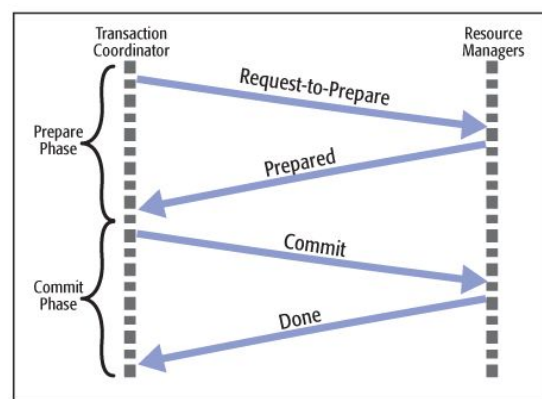 Transaction
Coordinator
Resource
Managers
Request-to-Prepare
Prepare
Phase
Prepared
Commit
Commit
Phase
Done